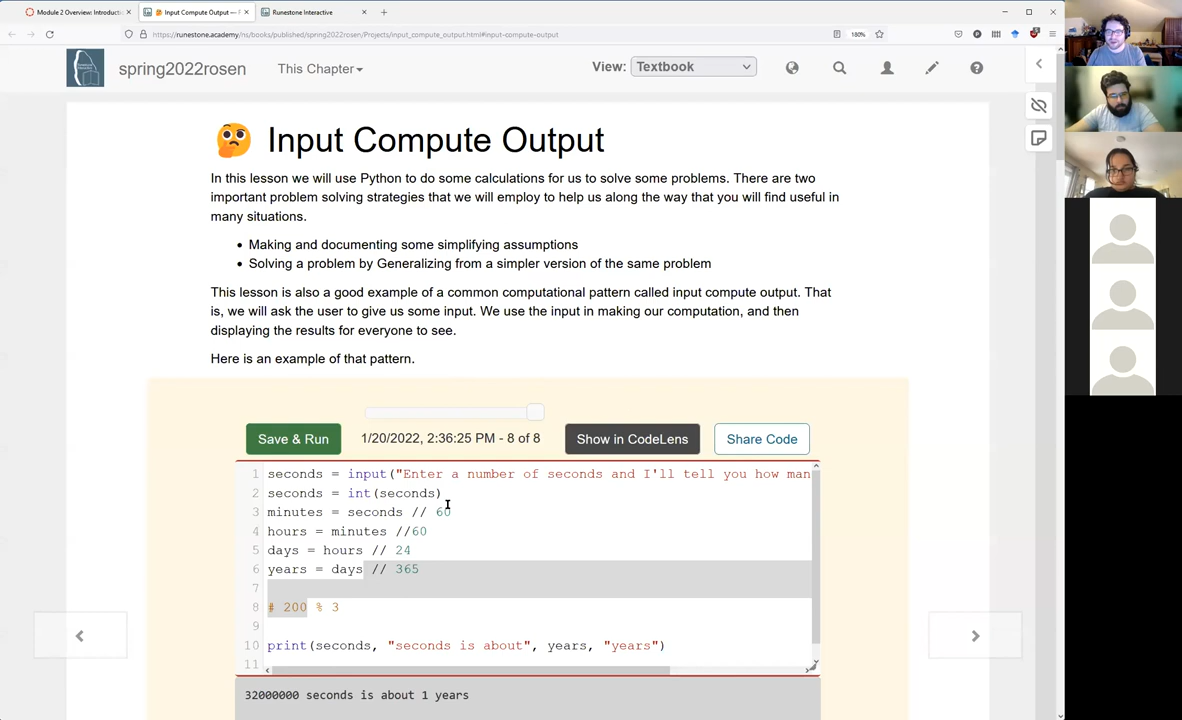 Module 2 Overview: Introducti
Input Compute Output —
Runestone Interactive
https://runestone.academy/ns/books/published/spring2022rosen/Projects/input_compute_output.html#input-compute-output
180%
spring2022rosen
This Chapter
View:
Textbook
Input Compute Output
In this lesson we will use Python to do some calculations for us to solve some problems. There are two
important problem solving strategies that we will employ to help us along the way that you will find useful in
many situations.
• Making and documenting some simplifying assumptions
• Solving a problem by Generalizing from a simpler version of the same problem
This lesson is also a good example of a common computational pattern called input compute output. That
is, we will ask the user to give us some input. We use the input in making our computation, and then
displaying the results for everyone to see.
Here is an example of that pattern.
Save & Run
1/20/2022, 2:36:25 PM - 8 of 8
Show in CodeLens
Share Code
1 seconds = input("Enter a number of seconds and I'll tell you how man
2 seconds = int(seconds)
3 minutes = seconds // 60
4 hours = minutes //60
5 days = hours // 24
6 years = days // 365
7
8 # 200 % 3
9
10 print(seconds, "seconds is about", years, "years")
11
32000000 seconds is about 1 years